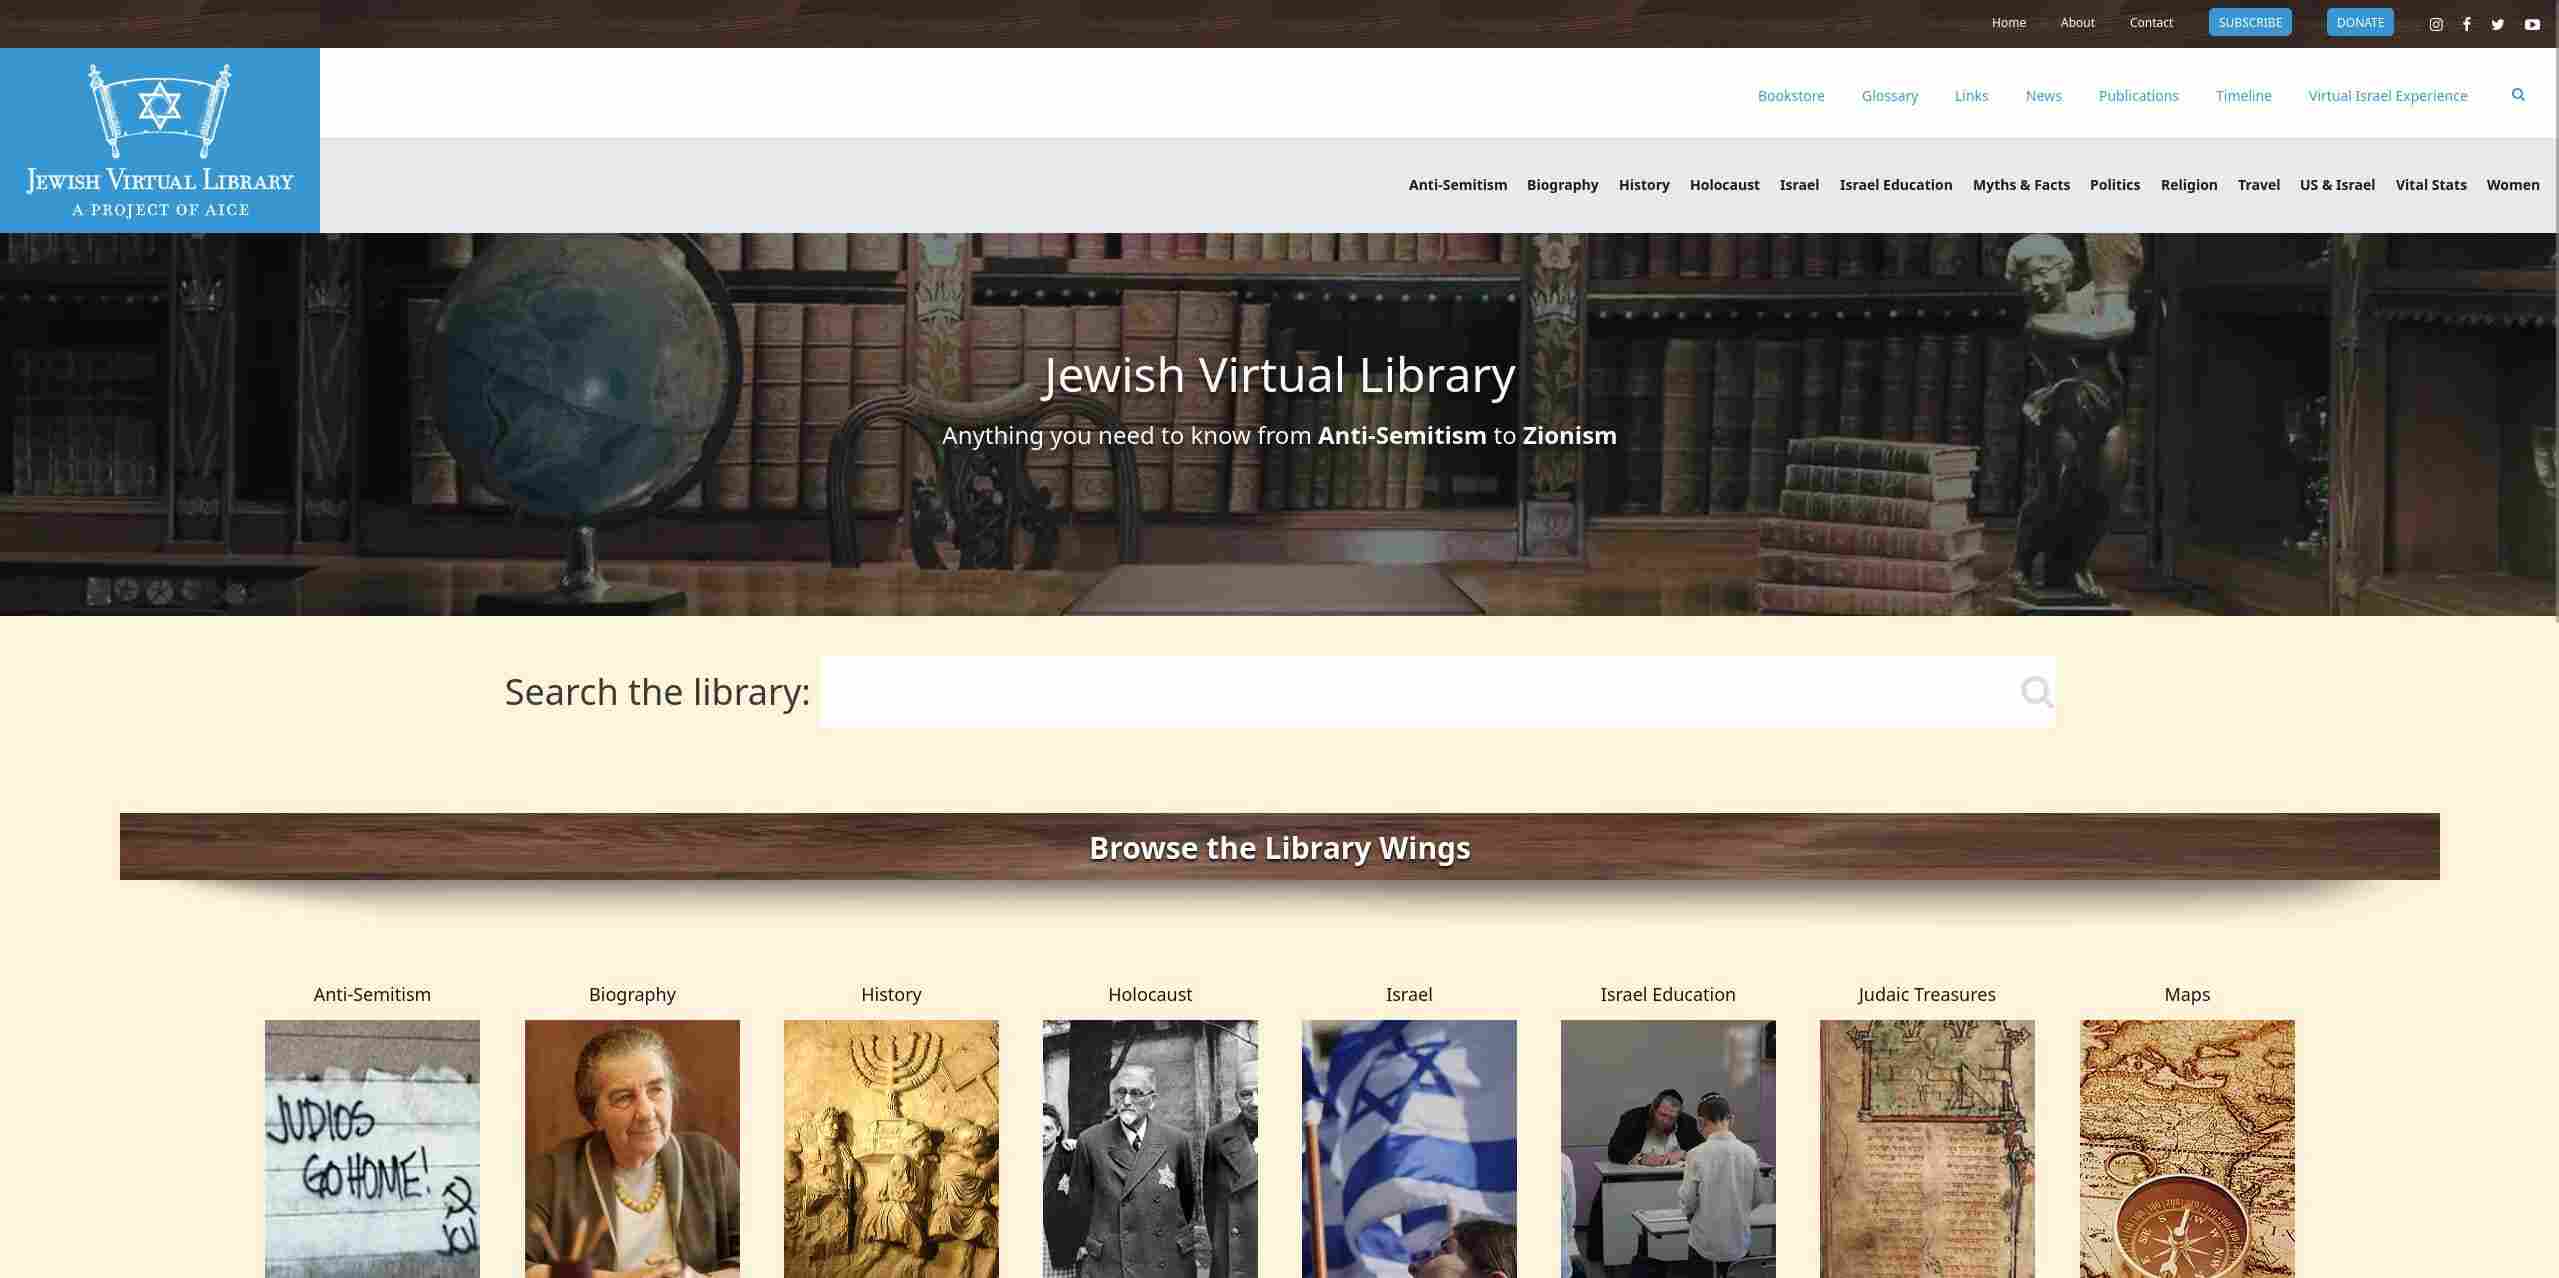 Home About Contact SUBSCRIBE DONATE
JEWISH VIRTUAL LIBRARY
A PROJECT OF AICE
Bookstore Glossary Links News Publications Timeline Virtual Israel Experience
Anti-Semitism Biography History Holocaust Israel Israel Education Myths & Facts Politics Religion Travel US & Israel Vital Stats Women
Jewish Virtual Library
Anything you need to know from Anti-Semitism to Zionism
Search the library:
Browse the Library Wings
Anti-Semitism Biography History Holocaust Israel Israel Education Judaic Treasures Maps
JUDIOS
GO HOME!